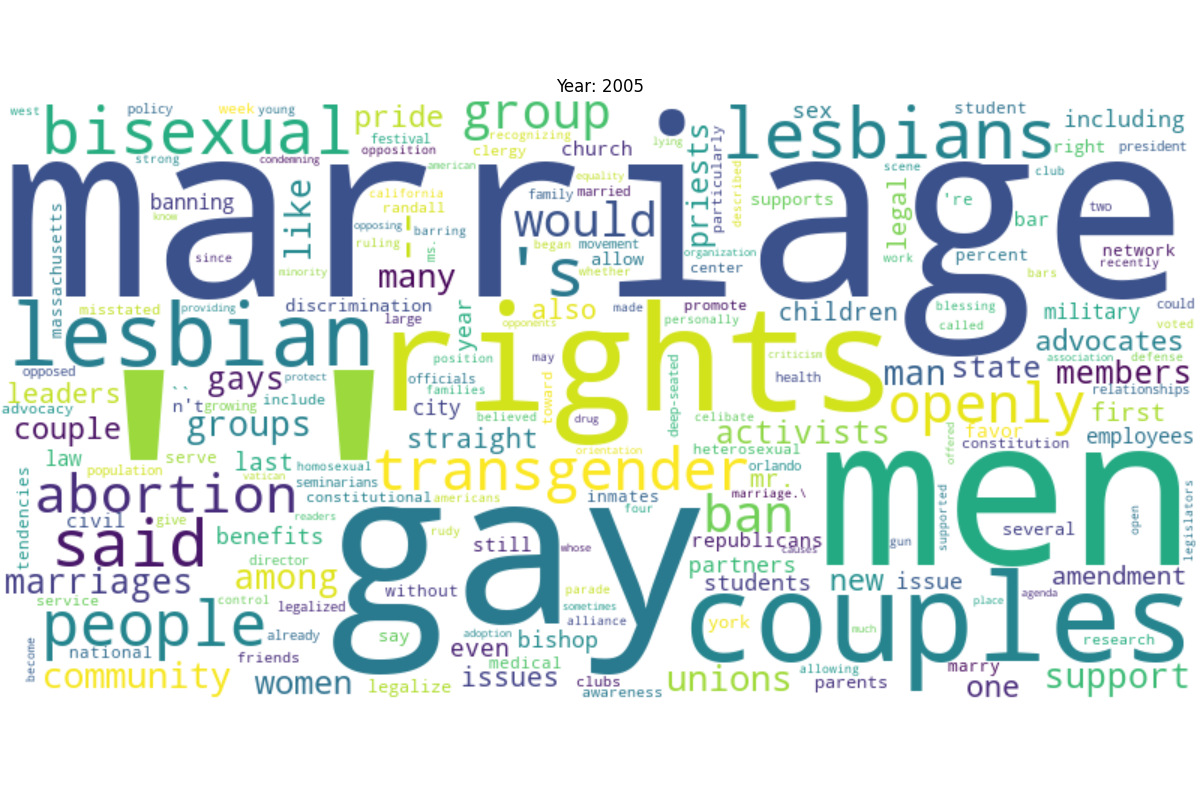 Year: 2005
west policy week young pride group sex student including
bisexual festival recognizing lying lesbians right president
strong condemning opposition clergy church priests particularly
marriage
american equality scene club
massachusetts banning like california family married described supports legal 're two
know randall would bar
since opposing barring began movement organization work percent network
ruling ms. whether allow center bars recently
minority many 's
misstated providing discrimination year also made promote children blessing military could
lesbian large opponents personally called advocates voted
rights
opposed gays protect position may criticism man state association defense
leaders `` officials toward deep-seated health members
advocacy n't growing include families drug relationships
'' city believed celibate openly first
couple groups straight activists favor employees
law last homosexual orientation heterosexual offered constitution
population serve vatican seminarians transgender mr. orlando men
tendencies abortion constitutional americans inmates marriage.\
civil give readers four ban supported open legislators
said benefits rudy still whose republicans causes gun several
marriages director among gay partners
service control legalized without parade students new issue amendment
people sometimes alliance couples place agenda
already say adoption bishop york much research
become national friends even
community medical allowing marry
women legalize issues clubs awareness unions parents one support